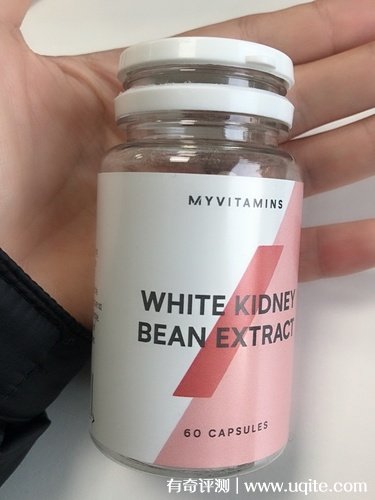 MYVITAMINS
WHITE KIDNEY
BEAN EXTRACT
60 CAPSULES
有奇评测 | www.uqite.com